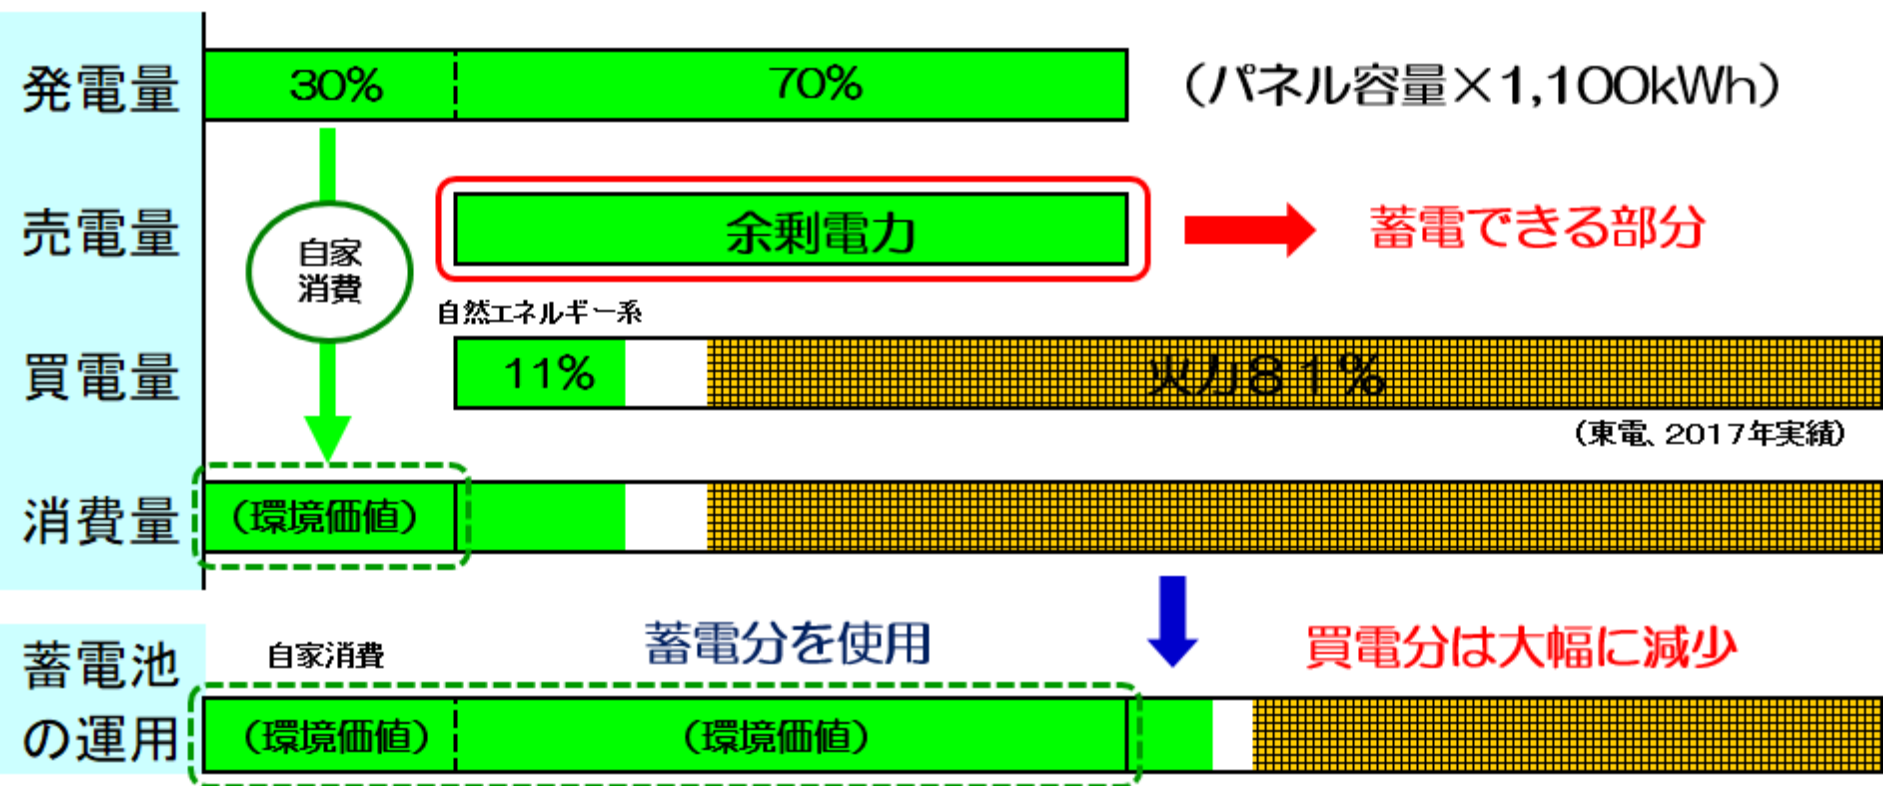 発電量
30%
70%
（パネル容量×1,100kWh）
売電量
自家
消費
余剰電力
蓄電できる部分
自然エネルギー系
買電量
11%
火力８１％
（東電、2017年実績）
消費量
（環境価値）
蓄電池
の運用
自家消費
蓄電分を使用
買電分は大幅に減少
（環境価値）
（環境価値）